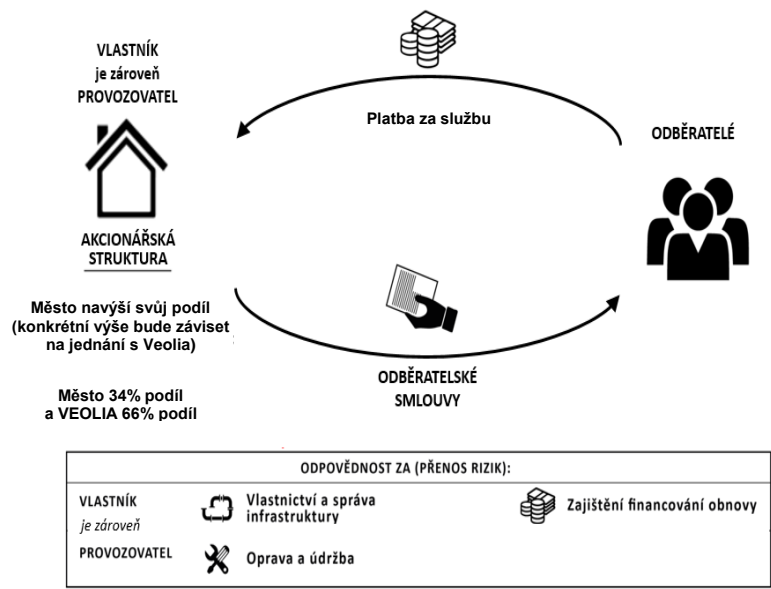 VLASTNÍK
je zároveň
PROVOZOVATEL
Platba za službu
ODBĚRATELÉ
AKCIONÁŘSKÁ
STRUKTURA
Město navýší svůj podíl
(konkrétní výše bude záviset
na jednání s Veolia)
Město 34% podíl
a VEOLIA 66% podíl
ODBĚRATELSKÉ
SMLOUVY
ODPOVĚDNOST ZA (PŘENOS RIZIK):
VLASTNÍK
je zároveň
PROVOZOVATEL
Vlastnictví a správa
infrastruktury
Zajištění financování obnovy
Oprava a údržba